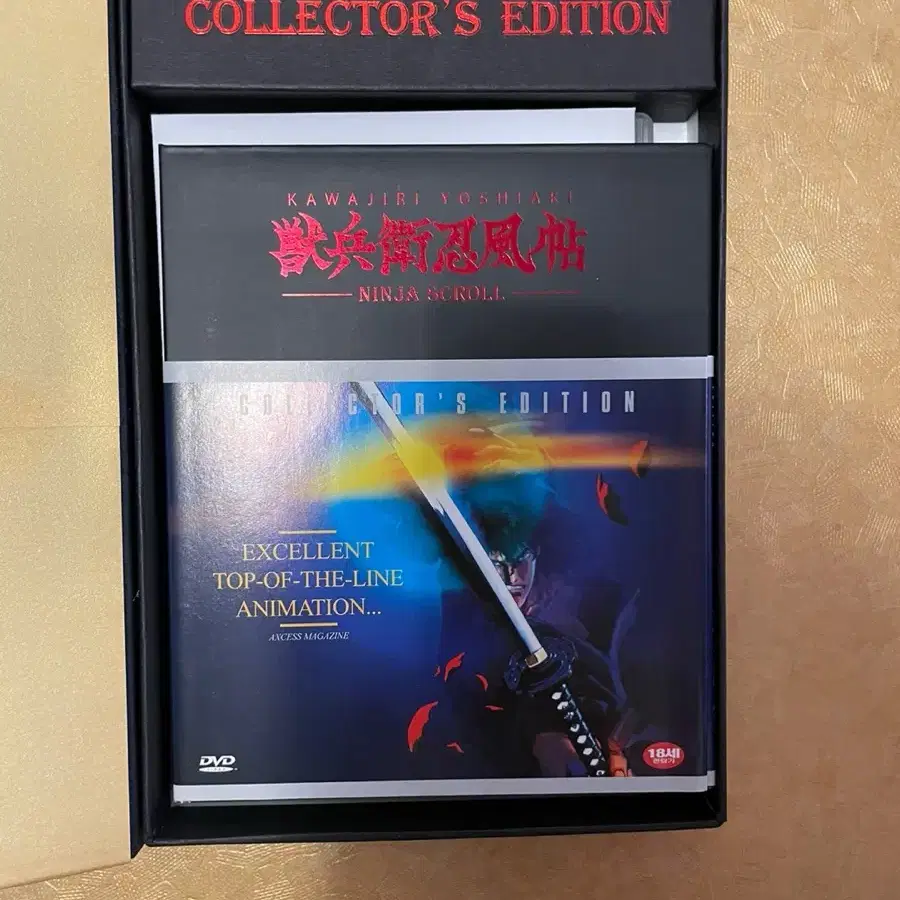 COLLECTOR'S EDITION
KAWAJIRI YOSHIAKI
獣兵衛忍風帖
NINJA SCROLL
COLLECTOR'S EDITION
EXCELLENT
TOP-OF-THE-LINE
ANIMATION...
AXCESS MAGAZINE
DVD
18세